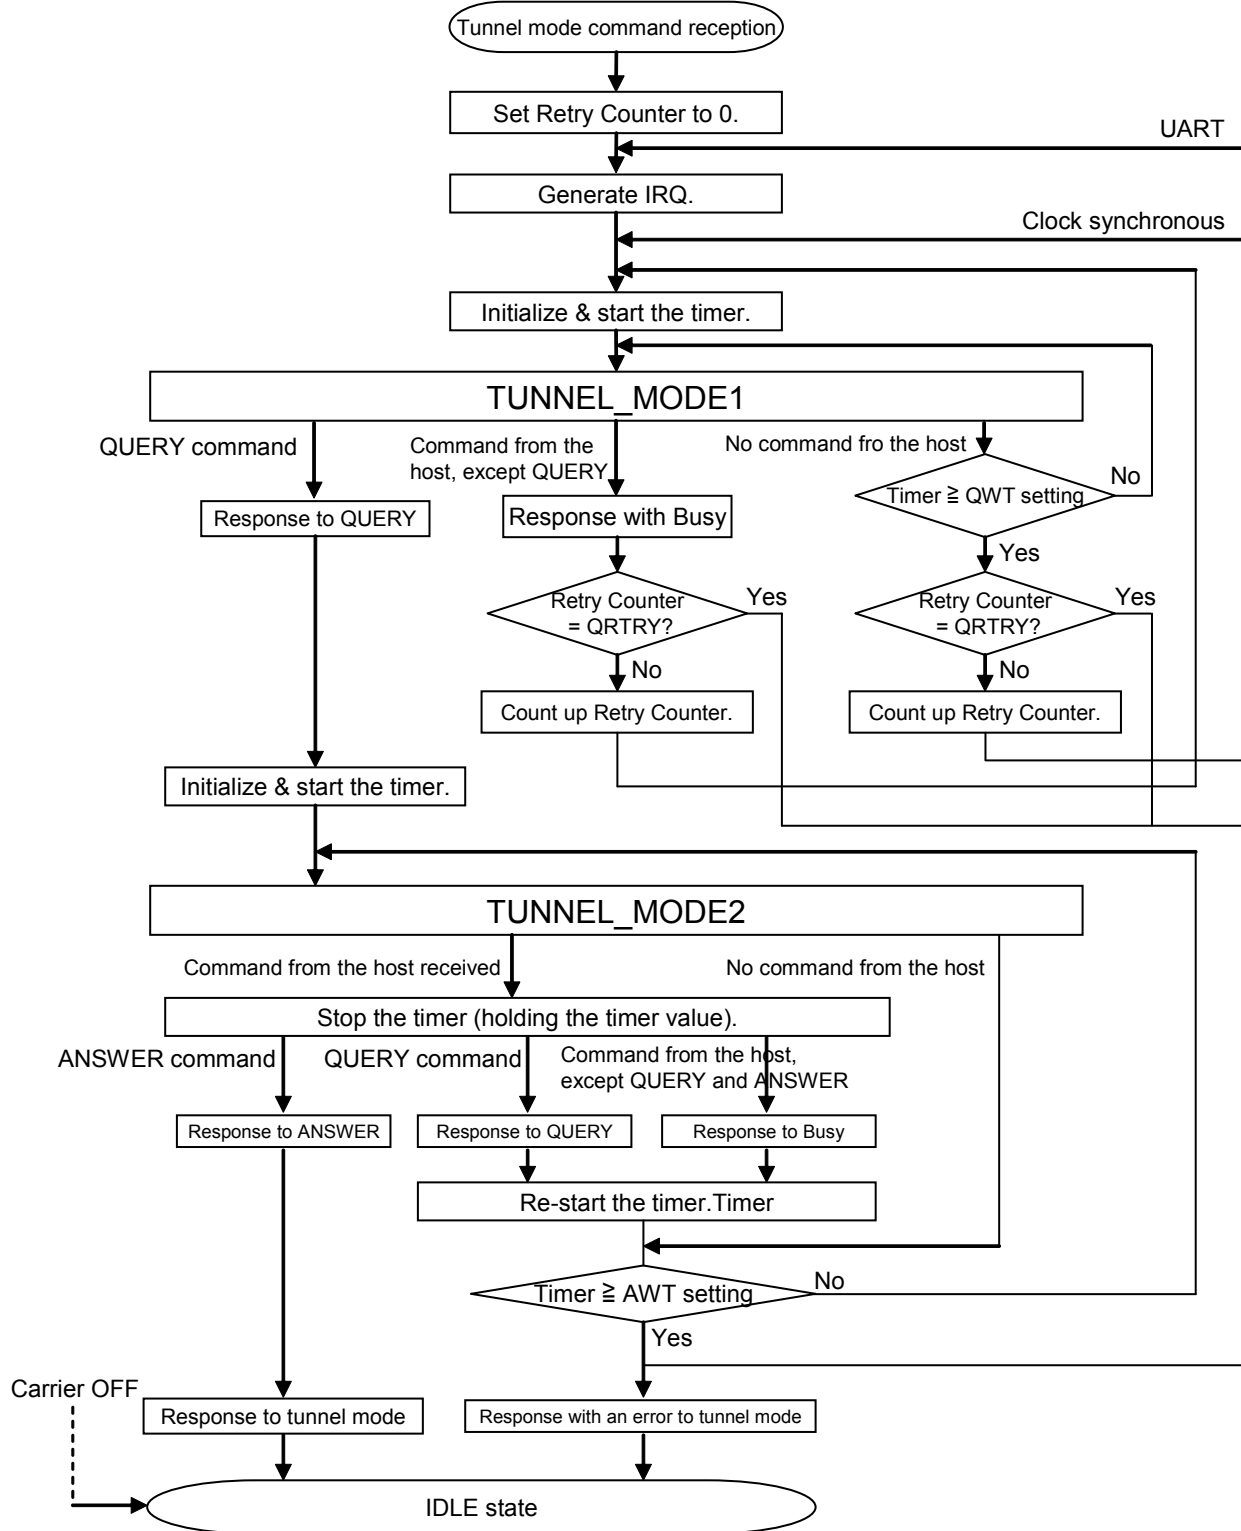 Tunnel mode command reception
Set Retry Counter to 0.
UART
Generate IRQ.
Clock synchronous
Initialize & start the timer.
TUNNEL_MODE1
QUERY command
Command from the
host, except QUERY
No command fro the host
No
Timer ≧ QWT setting
Response to QUERY
Response with Busy
Yes
Retry Counter
= QRTRY?
Yes
Retry Counter
= QRTRY?
Yes
No
No
Count up Retry Counter.
Count up Retry Counter.
Initialize & start the timer.
TUNNEL_MODE2
Command from the host received
No command from the host
Stop the timer (holding the timer value).
ANSWER command
QUERY command
Command from the host,
except QUERY and ANSWER
Response to ANSWER
Response to QUERY
Response to Busy
Re-start the timer.Timer
Timer ≧ AWT setting
No
Yes
Carrier OFF
Response to tunnel mode
Response with an error to tunnel mode
IDLE state